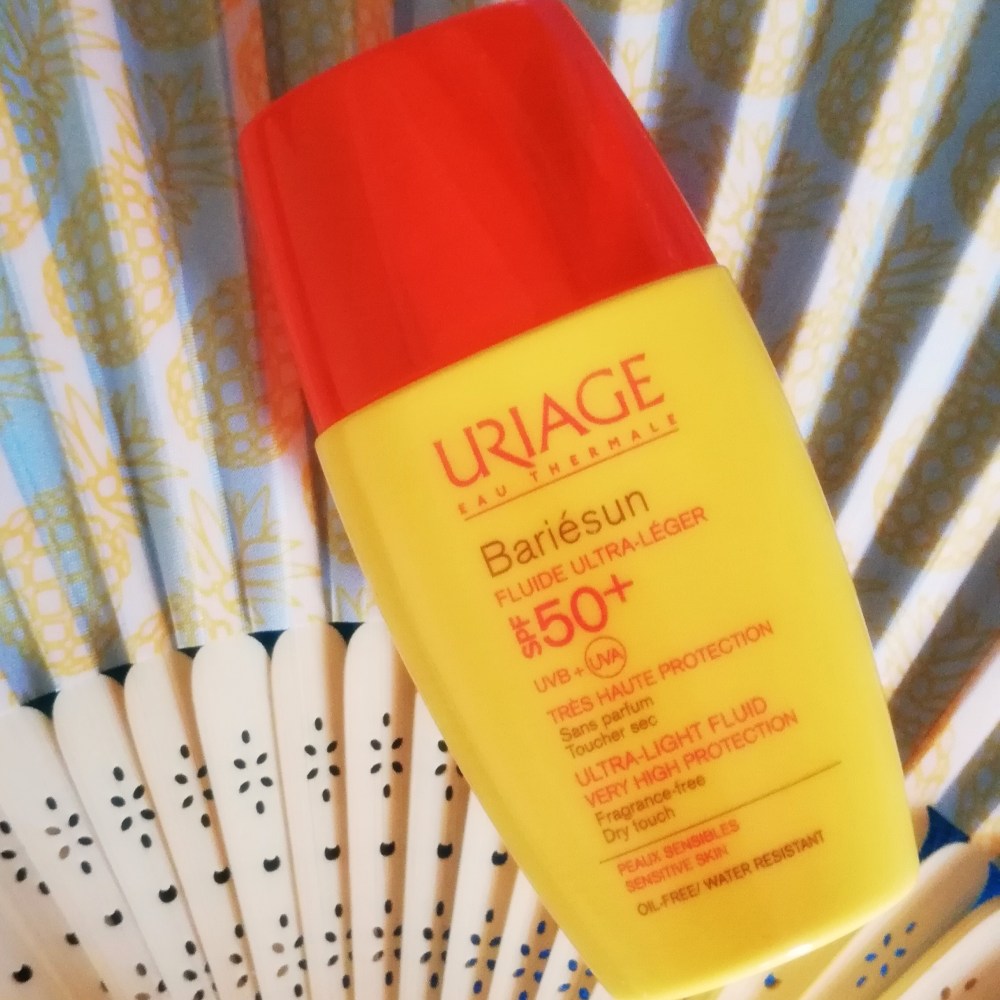 URIAGE
EAU THERMALE
Bariésun
FLUIDE ULTRA-LÉGER
SPF 50+
UVB + UVA
TRÈS HAUTE PROTECTION
Sans parfum
Toucher sec
ULTRA-LIGHT FLUID
VERY HIGH PROTECTION
Fragrance-free
Dry touch
PEAUX SENSIBLES
SENSITIVE SKIN
OIL-FREE/ WATER RESISTANT